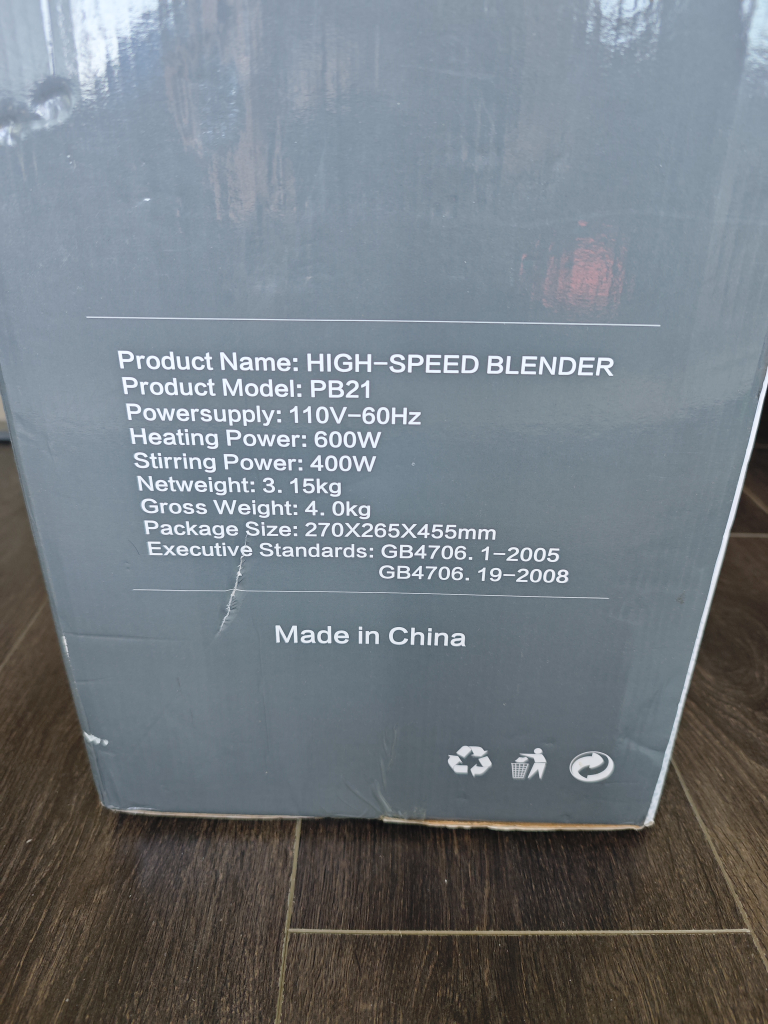 Product Name: HIGH-SPEED BLENDER
Product Model: PB21
Powersupply: 110V-60Hz
Heating Power: 600W
Stirring Power: 400W
Netweight: 3. 15kg
Gross Weight: 4. 0kg
Package Size: 270X265X455mm
Executive Standards: GB4706. 1-2005
GB4706. 19-2008
Made in China